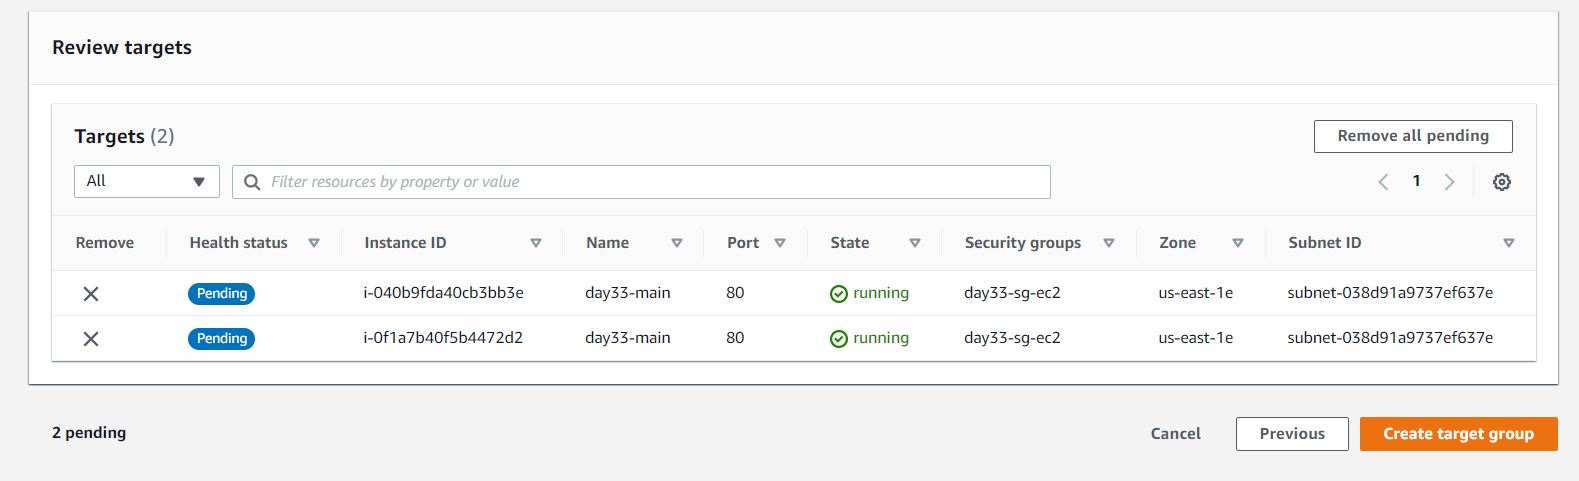 Review targets
Targets (2)
Remove all pending
All
Filter resources by property or value
1
Remove Health status Instance ID Name Port State Security groups Zone Subnet ID
Pending i-040b9fda40cb3bb3e day33-main 80 running day33-sg-ec2 us-east-1e subnet-038d91a9737ef637e
Pending i-0f1a7b40f5b4472d2 day33-main 80 running day33-sg-ec2 us-east-1e subnet-038d91a9737ef637e
2 pending
Cancel
Previous
Create target group